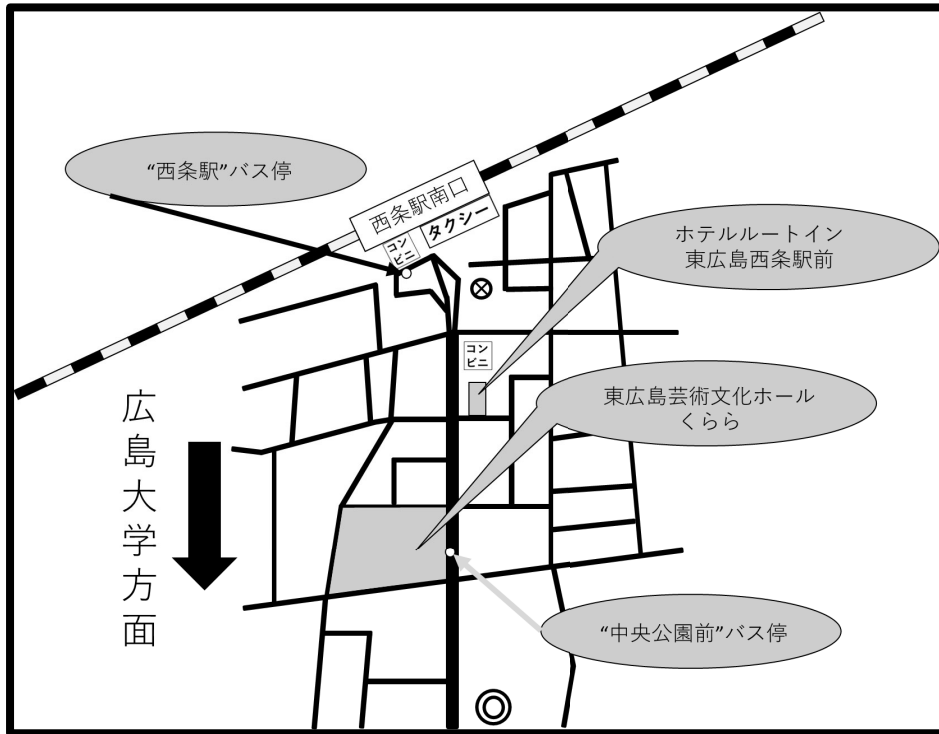 “西条駅”バス停
西条駅南口
タクシー
コン
ビニ
ホテルルートイン
東広島西条駅前
コン
ビニ
東広島芸術文化ホール
くらら
広島大学方面
“中央公園前”バス停